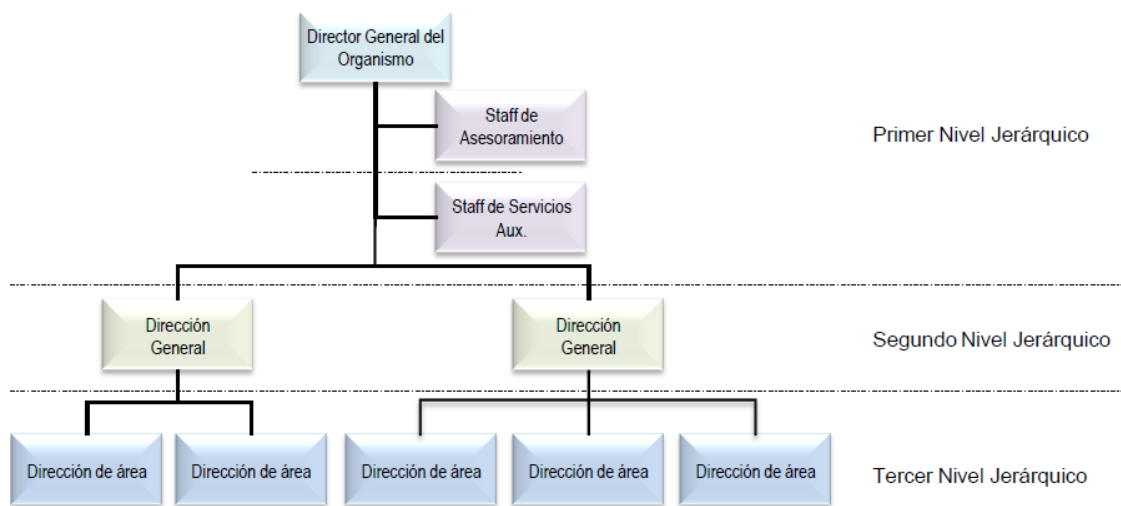 Director General del
Organismo
Staff de
Asesoramiento
Primer Nivel Jerárquico
Staff de Servicios
Aux.
Dirección
General
Dirección
General
Segundo Nivel Jerárquico
Dirección de área
Dirección de área
Dirección de área
Dirección de área
Dirección de área
Tercer Nivel Jerárquico